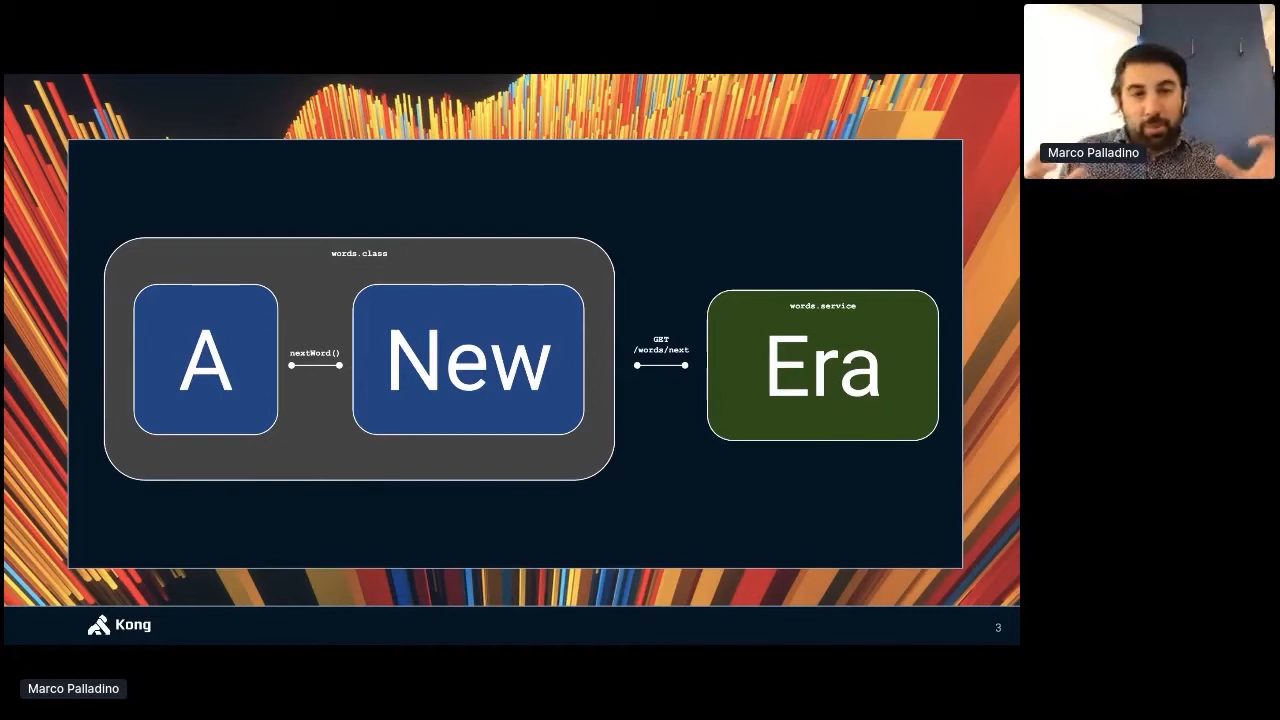 words.class
A
nextWord()
New
GET
/words/next
words.service
Era
Kong
3
Marco Palladino
Marco Palladino